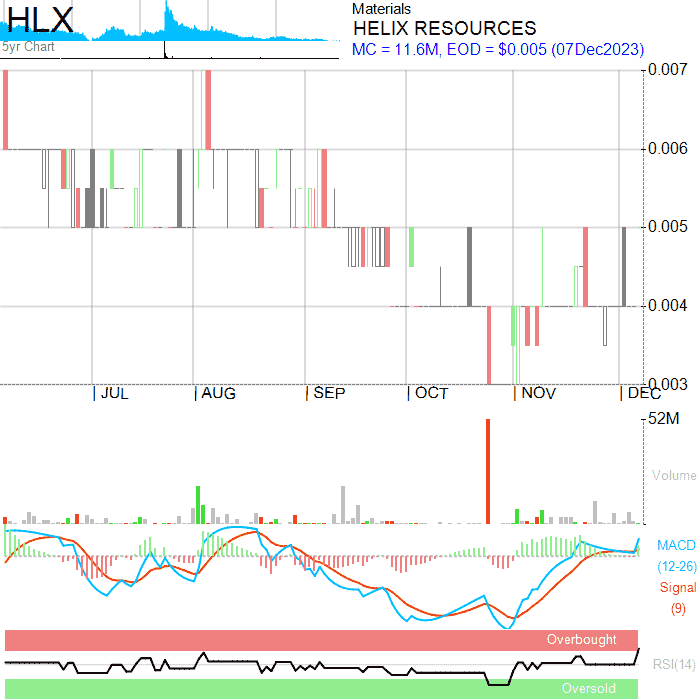 HLX
5yr Chart
Materials
HELIX RESOURCES
MC = 11.6M, EOD = $0.005 (07Dec2023)
0.007
0.006
0.005
0.004
0.003
JUL AUG SEP OCT NOV DEC
52M
Volume
MACD
(12-26)
Signal
(9)
Overbought
RSI(14)
Oversold